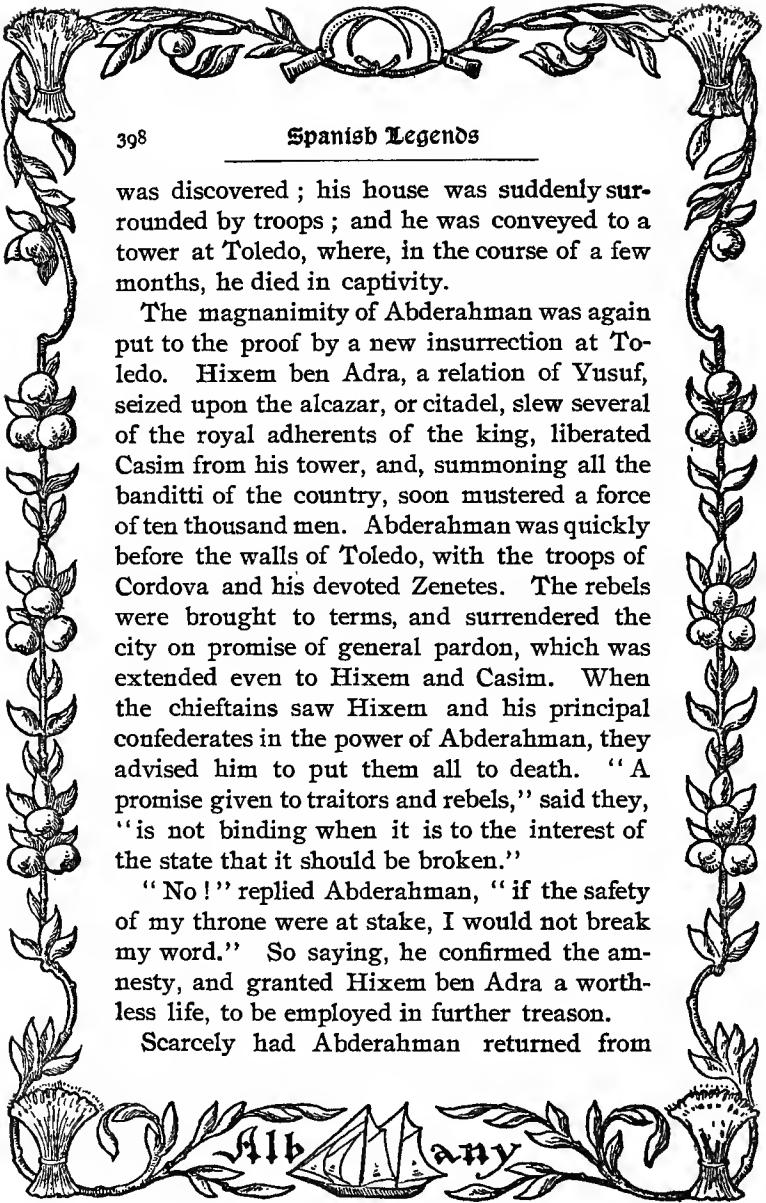 398 Spanish Legends
was discovered ; his house was suddenly sur-
rounded by troops ; and he was conveyed to a
tower at Toledo, where, in the course of a few
months, he died in captivity.
The magnanimity of Abderahman was again
put to the proof by a new insurrection at To-
ledo. Hixem ben Adra, a relation of Yusuf,
seized upon the alcazar, or citadel, slew several
of the royal adherents of the king, liberated
Casim from his tower, and, summoning all the
banditti of the country, soon mustered a force
of ten thousand men. Abderahman was quickly
before the walls of Toledo, with the troops of
Cordova and his devoted Zenetes. The rebels
were brought to terms, and surrendered the
city on promise of general pardon, which was
extended even to Hixem and Casim. When
the chieftains saw Hixem and his principal
confederates in the power of Abderahman, they
advised him to put them all to death. "A
promise given to traitors and rebels," said they,
"is not binding when it is to the interest of
the state that it should be broken."
"No!" replied Abderahman, "if the safety
of my throne were at stake, I would not break
my word." So saying, he confirmed the am-
nesty, and granted Hixem ben Adra a worth-
less life, to be employed in further treason.
Scarcely had Abderahman returned from
Alb any